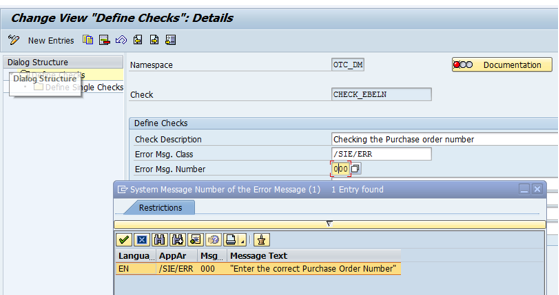 Change View "Define Checks": Details
New Entries
Dialog Structure
Dialog Structure
Define Single Checks
Namespace
OTC_DM
Documentation
Check
CHECK_EBELN
Define Checks
Check Description
Checking the Purchase order number
Error Msg. Class
/SIE/ERR
Error Msg. Number
000
System Message Number of the Error Message (1) 1 Entry found
Restrictions
Langua... AppAr Msg... Message Text
EN /SIE/ERR 000 "Enter the correct Purchase Order Number"